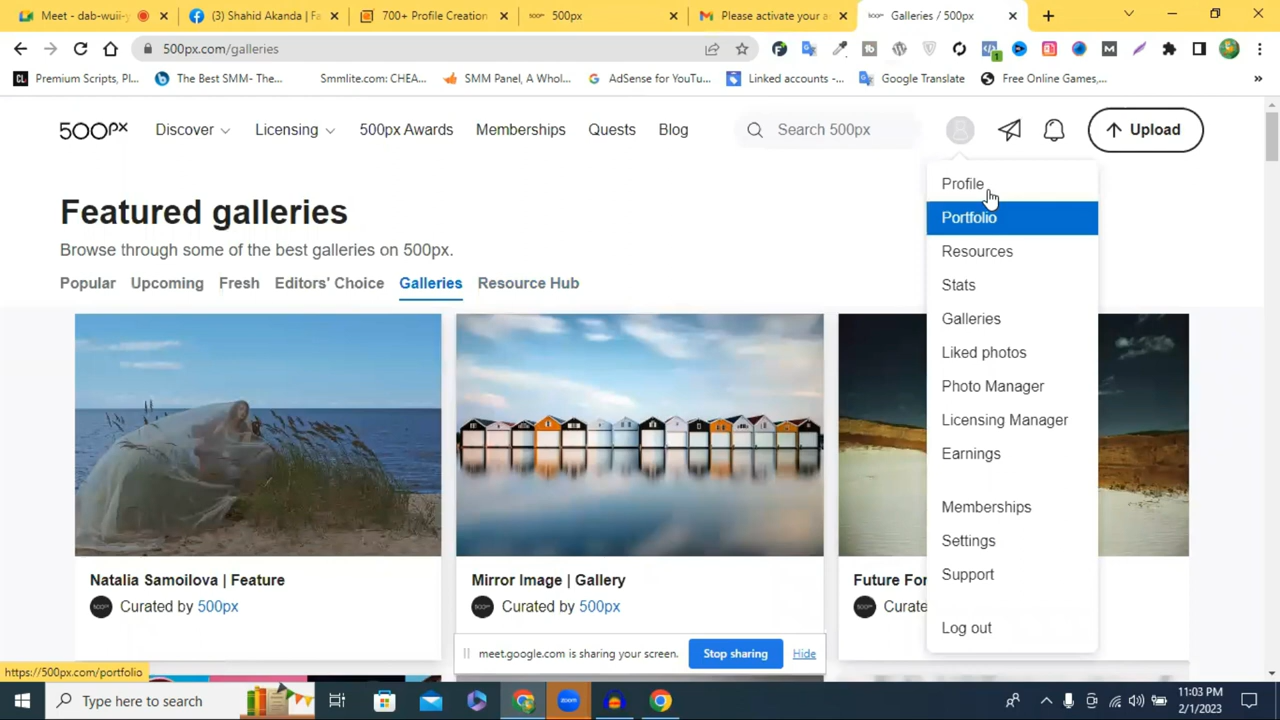 Meet - dab-wuii-y
(3) Shahid Akanda | Fa
700+ Profile Creation
500px
Please activate your a
Galleries / 500px
500px.com/galleries
1
Premium Scripts, Pl...
The Best SMM- The...
Smmlite.com: CHEA...
SMM Panel, A Whol...
AdSense for YouTu...
Linked accounts -...
Google Translate
Free Online Games,...
»
500px
Discover
Licensing
500px Awards
Memberships
Quests
Blog
Search 500px
Upload
Profile
Portfolio
Resources
Stats
Galleries
Liked photos
Photo Manager
Licensing Manager
Earnings
Memberships
Settings
Support
Log out
Featured galleries
Browse through some of the best galleries on 500px.
Popular
Upcoming
Fresh
Editors' Choice
Galleries
Resource Hub
Natalia Samoilova | Feature
Curated by 500px
Mirror Image | Gallery
Curated by 500px
Future For
Curate
meet.google.com is sharing your screen.
Stop sharing
Hide
https://500px.com/portfolio
Type here to search
zoom
11:03 PM
2/1/2023